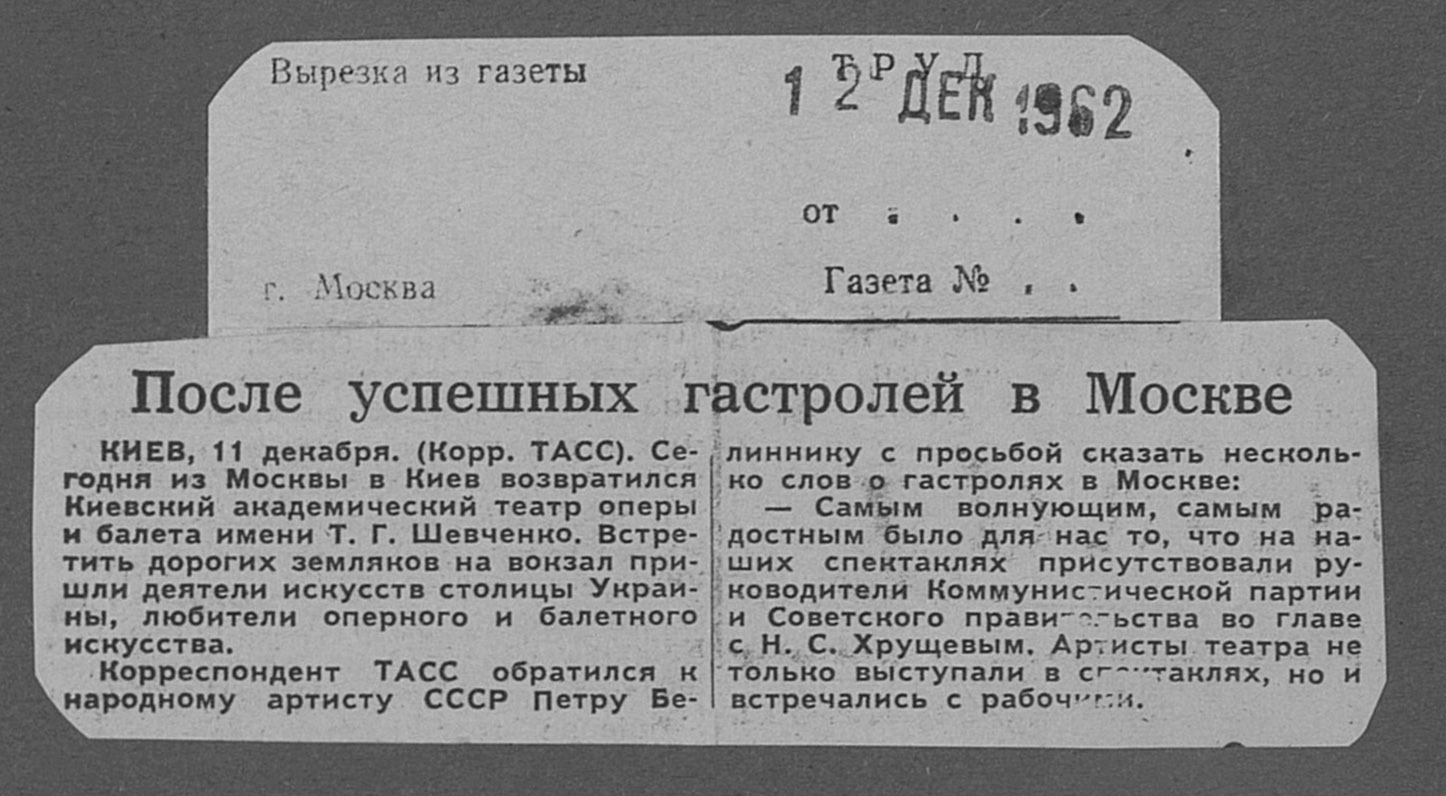 Вырезка из газеты
ТРУД
12 ДЕК 1962
от . . . .
г. Москва
Газета № . .
После успешных гастролей в Москве
КИЕВ, 11 декабря. (Корр. ТАСС). Се-
годня из Москвы в Киев возвратился
Киевский академический театр оперы
и балета имени Т. Г. Шевченко. Встре-
тить дорогих земляков на вокзал при-
шли деятели искусств столицы Украи-
ны, любители оперного и балетного
искусства.
Корреспондент ТАСС обратился к
народному артисту СССР Петру Бе-
линнику с просьбой сказать несколь-
ко слов о гастролях в Москве:
— Самым волнующим, самым ра-
достным было для нас то, что на на-
ших спектаклях присутствовали ру-
ководители Коммунистической партии
и Советского правительства во главе
с Н. С. Хрущевым. Артисты театра не
только выступали в спектаклях, но и
встречались с рабочими.